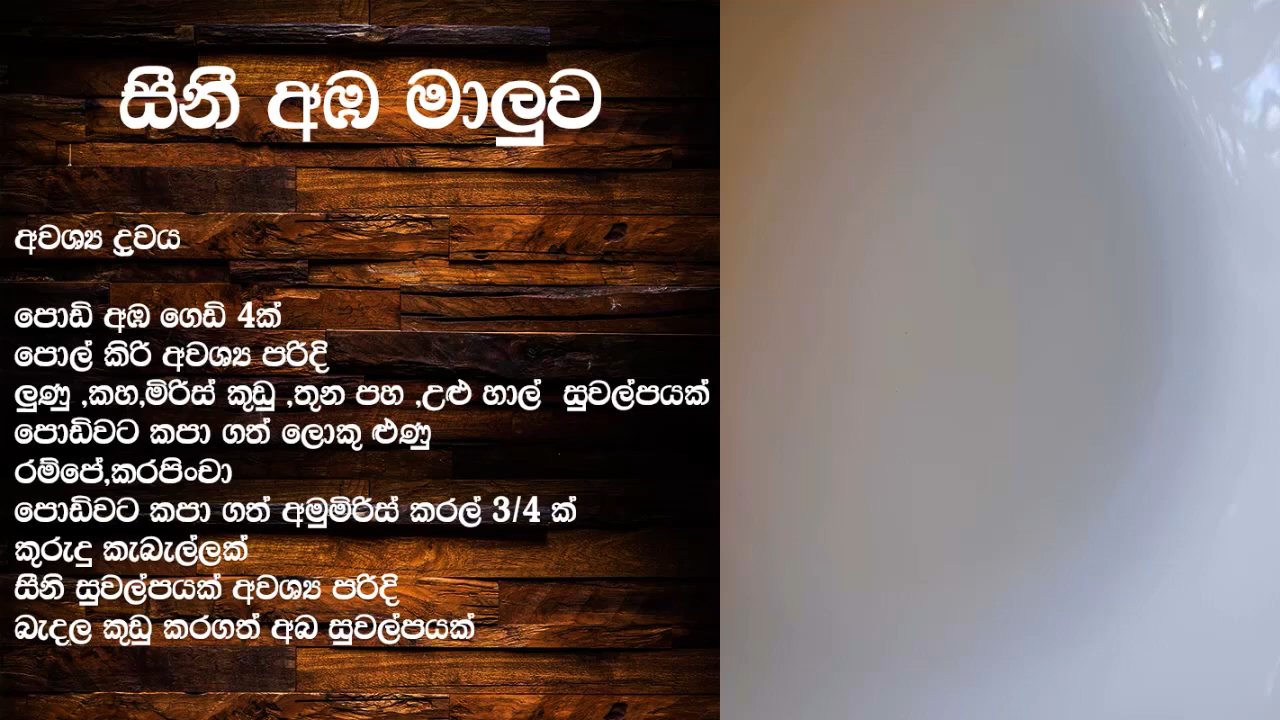 සීනී අඹ මාලුව
අවශ්‍ය ද්‍රවය
පොඩි අඹ ගෙඩි 4ක්
පොල් කිරි අවශ්‍ය පරිදි
ලුණු ,කහ,මිරිස් කුඩු ,තුන පහ ,උළු හාල් සුවල්පයක්
පොඩිවට කපා ගත් ලොකු ළුණු
රම්පේ,කරපිංචා
පොඩිවට කපා ගත් අමුමිරිස් කරල් 3/4 ක්
කුරුදු කැබැල්ලක්
සීනි සුවල්පයක් අවශ්‍ය පරිදි
බැදල කුඩු කරගත් අබ සුවල්පයක්